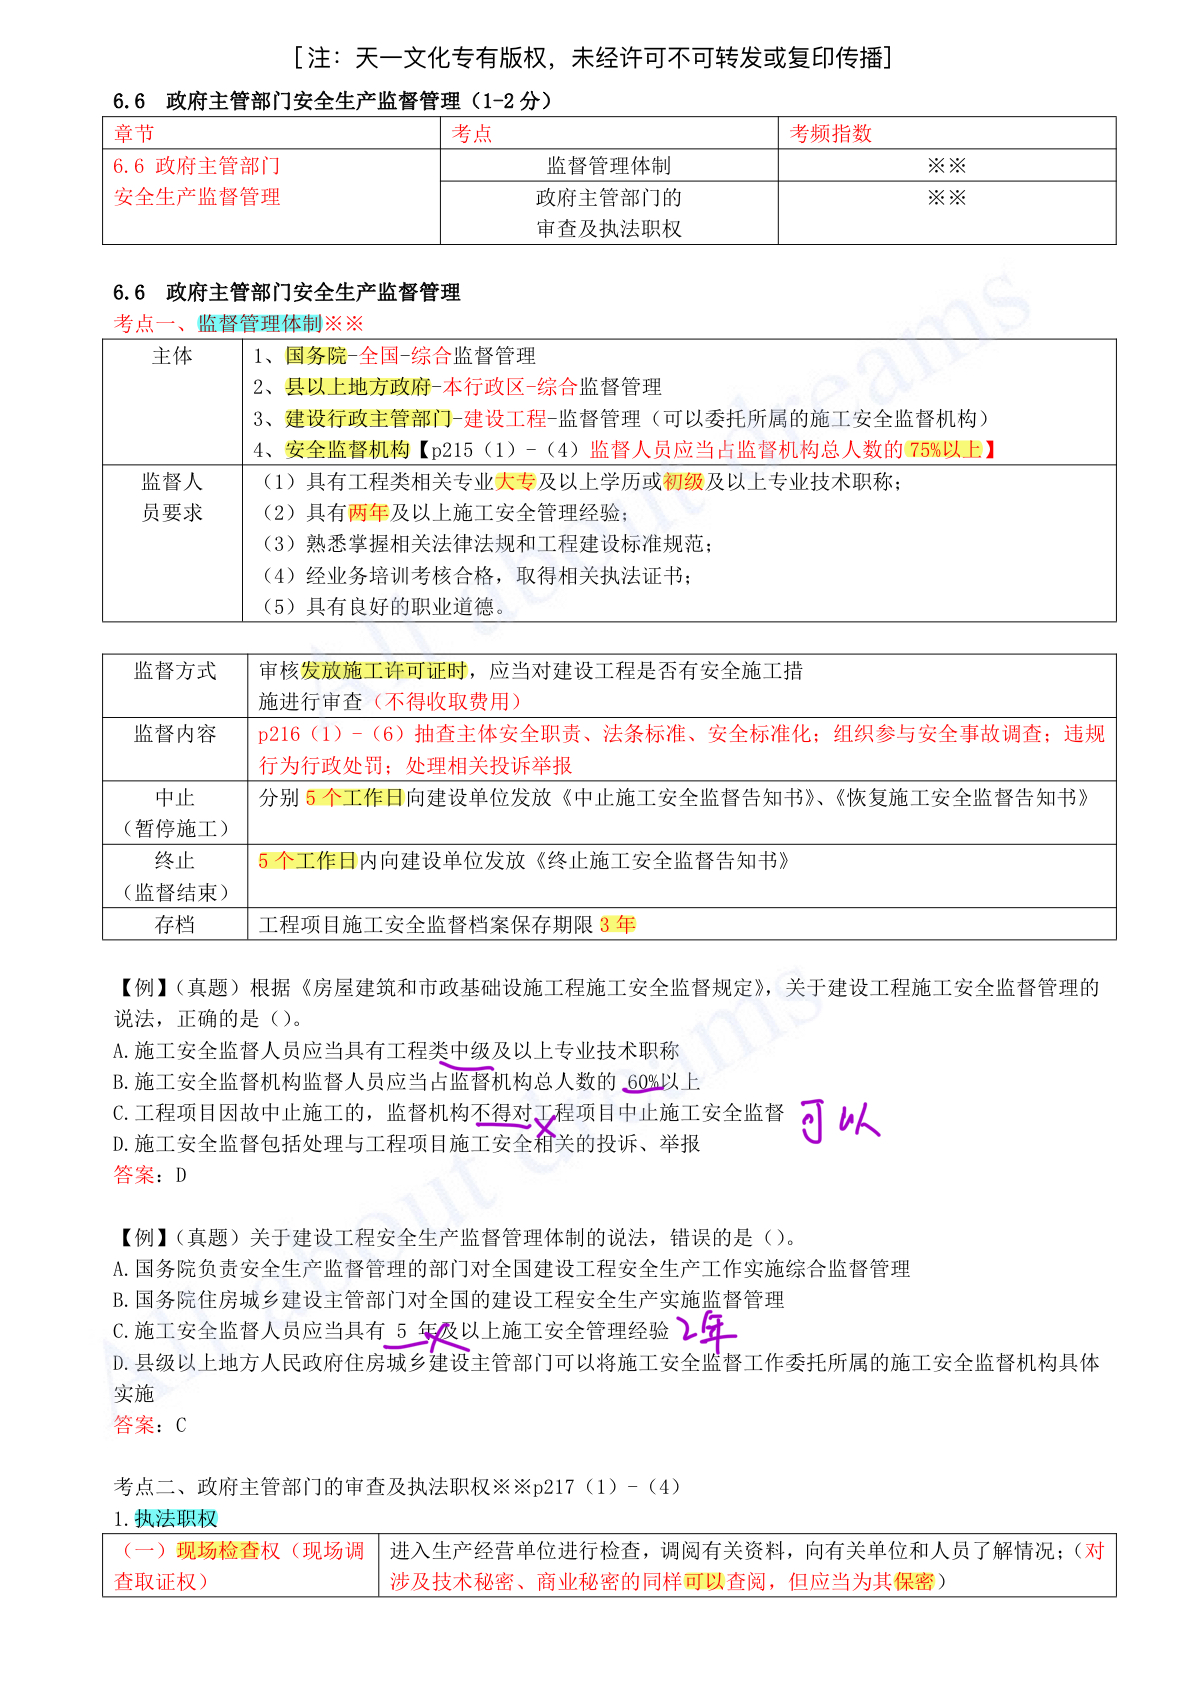 [注：天一文化专有版权，未经许可不可转发或复印传播]
6.6 政府主管部门安全生产监督管理（1-2 分）
章节 考点 考频指数
6.6 政府主管部门 监督管理体制 ※※
安全生产监督管理 政府主管部门的 ※※
审查及执法职权
6.6 政府主管部门安全生产监督管理
考点一、监督管理体制※※
主体 1、国务院-全国-综合监督管理
2、县以上地方政府-本行政区-综合监督管理
3、建设行政主管部门-建设工程-监督管理（可以委托所属的施工安全监督机构）
4、安全监督机构【p215（1）-（4）监督人员应当占监督机构总人数的 75%以上】
监督人 （1）具有工程类相关专业大专及以上学历或初级及以上专业技术职称；
员要求 （2）具有两年及以上施工安全管理经验；
（3）熟悉掌握相关法律法规和工程建设标准规范；
（4）经业务培训考核合格，取得相关执法证书；
（5）具有良好的职业道德。
监督方式 审核发放施工许可证时，应当对建设工程是否有安全施工措
施进行审查（不得收取费用）
监督内容 p216（1）-（6）抽查主体安全职责、法条标准、安全标准化；组织参与安全事故调查；违规
行为行政处罚；处理相关投诉举报
中止 分别 5 个工作日向建设单位发放《中止施工安全监督告知书》、《恢复施工安全监督告知书》
（暂停施工）
终止 5 个工作日内向建设单位发放《终止施工安全监督告知书》
（监督结束）
存档 工程项目施工安全监督档案保存期限 3 年
【例】（真题）根据《房屋建筑和市政基础设施工程施工安全监督规定》，关于建设工程施工安全监督管理的
说法，正确的是（）。
A.施工安全监督人员应当具有工程类中级及以上专业技术职称
B.施工安全监督机构监督人员应当占监督机构总人数的 60%以上
C.工程项目因故中止施工的，监督机构不得对工程项目中止施工安全监督 可以
D.施工安全监督包括处理与工程项目施工安全相关的投诉、举报
答案：D
【例】（真题）关于建设工程安全生产监督管理体制的说法，错误的是（）。
A.国务院负责安全生产监督管理的部门对全国建设工程安全生产工作实施综合监督管理
B.国务院住房城乡建设主管部门对全国的建设工程安全生产实施监督管理
C.施工安全监督人员应当具有 5 年及以上施工安全管理经验 2年
D.县级以上地方人民政府住房城乡建设主管部门可以将施工安全监督工作委托所属的施工安全监督机构具体
实施
答案：C
考点二、政府主管部门的审查及执法职权※※p217（1）-（4）
1.执法职权
（一）现场检查权（现场调 进入生产经营单位进行检查，调阅有关资料，向有关单位和人员了解情况；（对
查取证权） 涉及技术秘密、商业秘密的同样可以查阅，但应当为其保密）
All about dreams
All about dreams